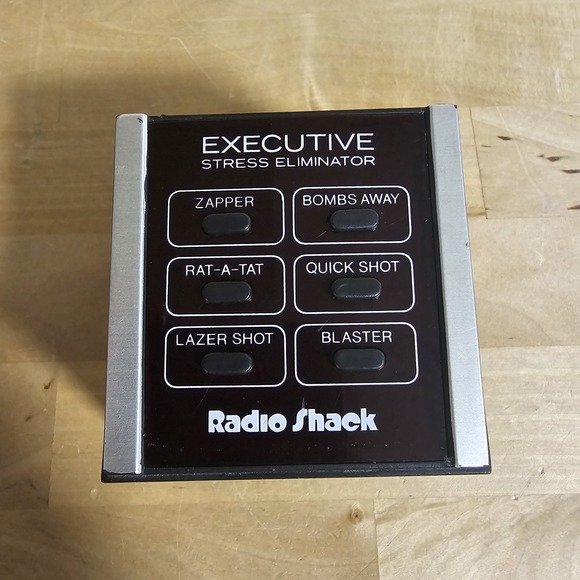 EXECUTIVE
STRESS ELIMINATOR
ZAPPER
BOMBS AWAY
RAT-A-TAT
QUICK SHOT
LAZER SHOT
BLASTER
Radio Shack